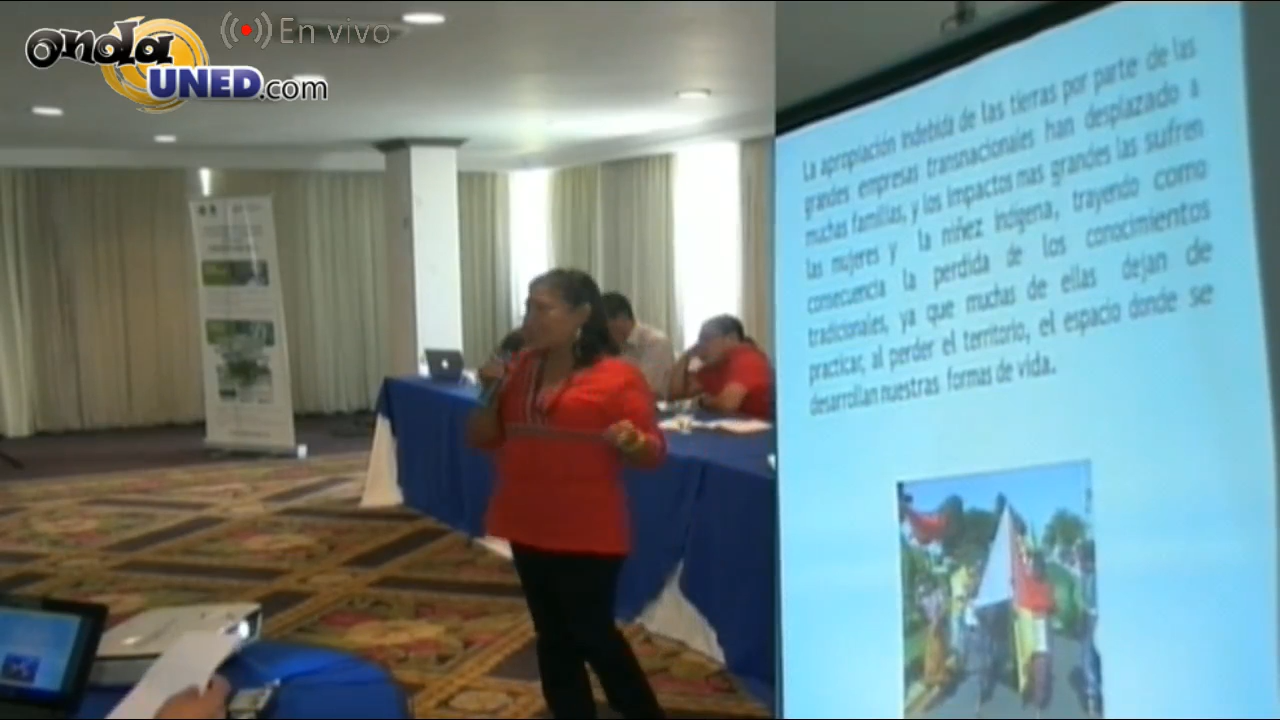 onda
UNED.com
En vivo
La apropiación indebida de las tierras por parte de las
grandes empresas transnacionales han desplazado a
muchas familias, y los impactos mas grandes las sufren
las mujeres y la niñez indígena, trayendo como
consecuencia la perdida de los conocimientos
tradicionales, ya que muchas de ellas dejan de
practicar, al perder el territorio, el espacio donde se
desarrollan nuestras formas de vida.